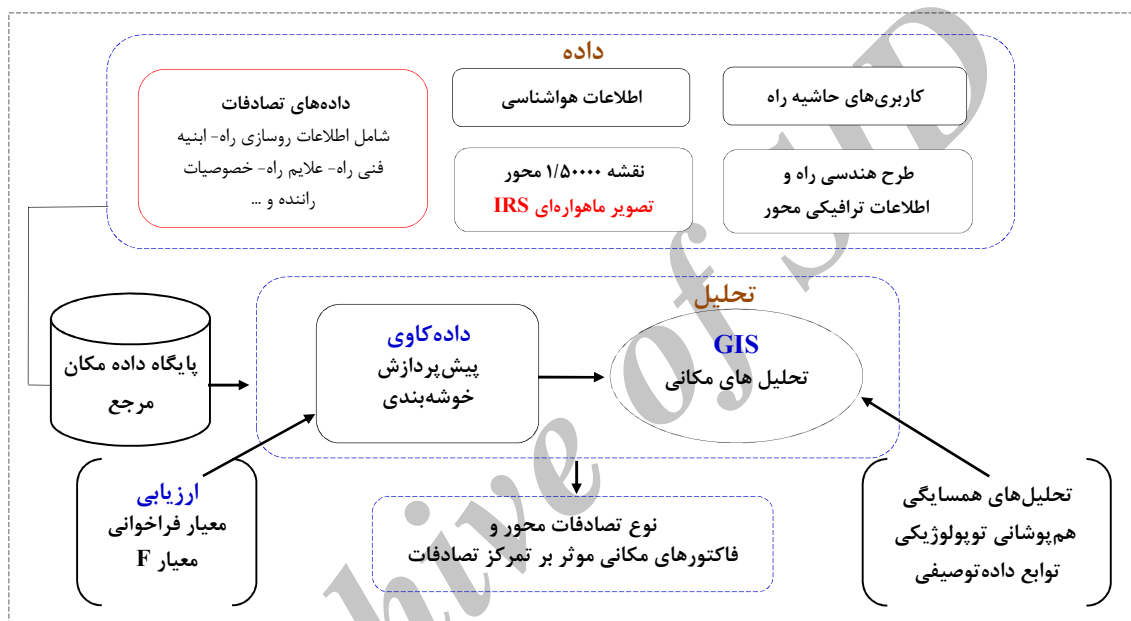 داده
کاربری‌های حاشیه راه
اطلاعات هواشناسی
داده‌های تصادفات
شامل اطلاعات روسازی راه- ابنیه
فنی راه- علایم راه- خصوصیات
راننده و ...
نقشه ۱/۵۰۰۰۰ محور
تصویر ماهواره‌ای IRS
طرح هندسی راه و
اطلاعات ترافیکی محور
تحلیل
پایگاه داده مکان
مرجع
داده‌کاوی
پیش‌پردازش
خوشه‌بندی
GIS
تحلیل های مکانی
ارزیابی
معیار فراخوانی
معیار F
نوع تصادفات محور و
فاکتورهای مکانی موثر بر تمرکز تصادفات
تحلیل‌های همسایگی
هم‌پوشانی توپولوژیکی
توابع داده‌توصیفی
hive of SID